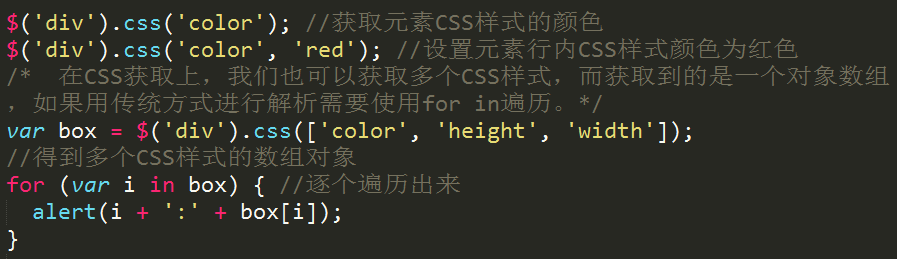 $('div').css('color'); //获取元素CSS样式的颜色
$('div').css('color', 'red'); //设置元素行内CSS样式颜色为红色
/*  在CSS获取上，我们也可以获取多个CSS样式，而获取到的是一个对象数组
，如果用传统方式进行解析需要使用for in遍历。*/
var box = $('div').css(['color', 'height', 'width']);
//得到多个CSS样式的数组对象
for (var i in box) { //逐个遍历出来
  alert(i + ':' + box[i]);
}